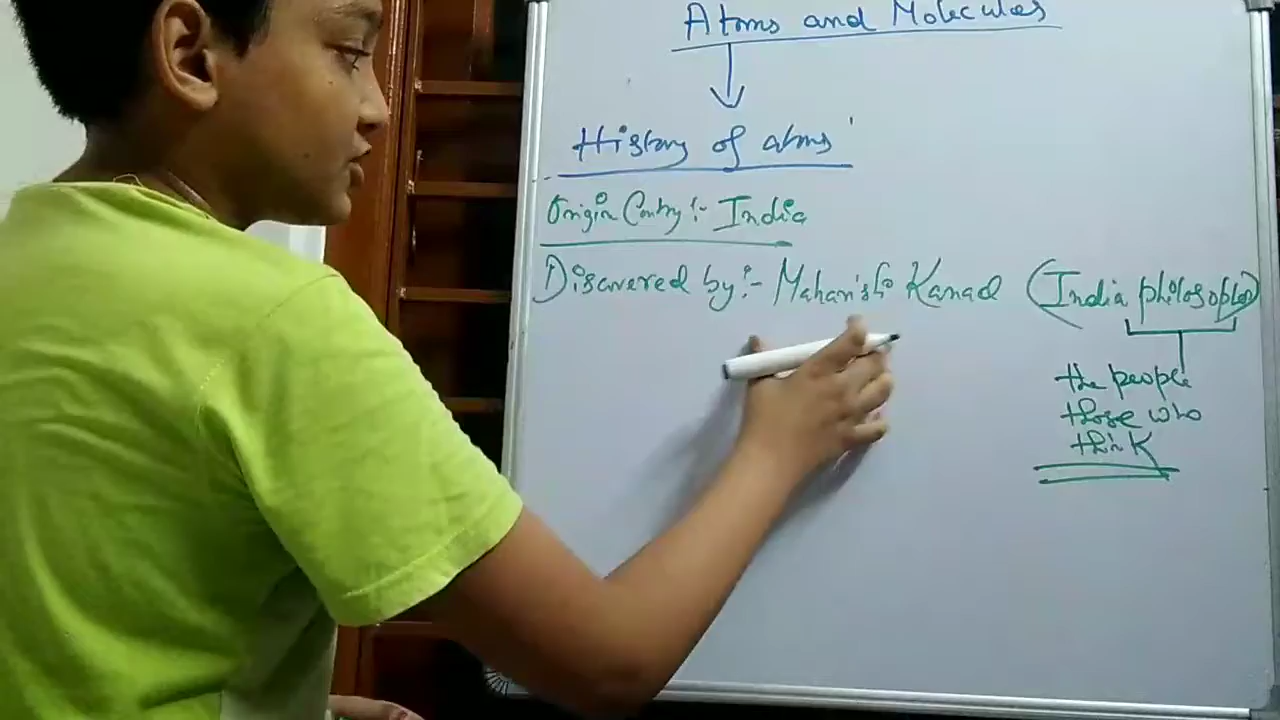 Atoms and Molecules
History of atoms
Origin Contry :- India
Discovered by :- Maharishi Kanad (India philosopher)
the people
those who
think